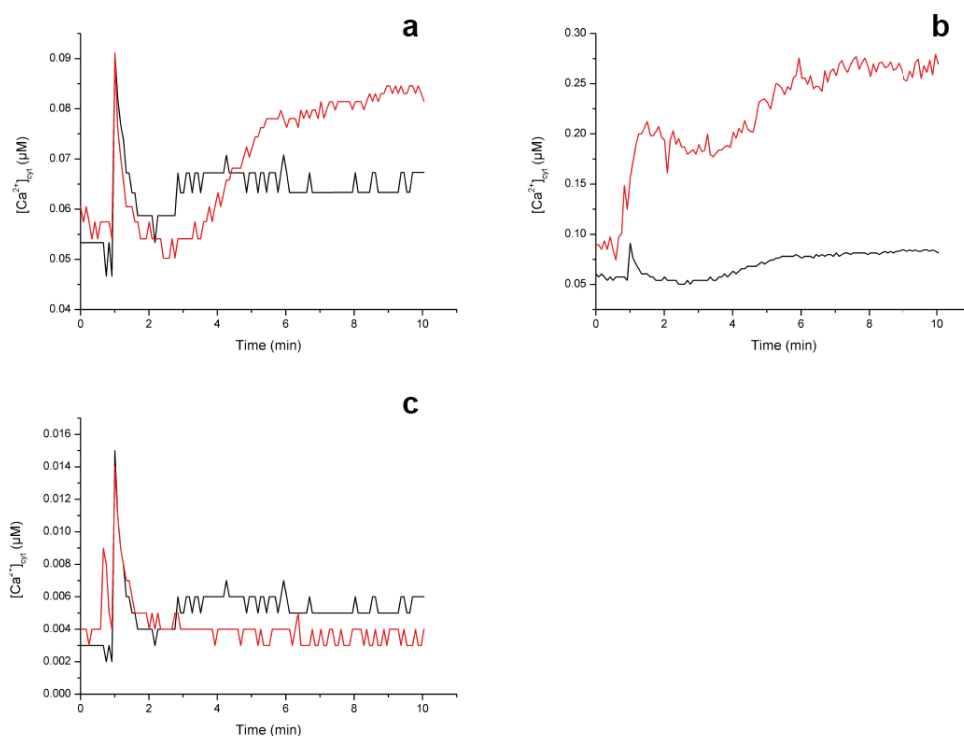 a
0.09
0.08
0.07
0.06
0.05
0.04
[Ca²⁺]cyt (µM)
0 2 4 6 8 10
Time (min)
b
0.30
0.25
0.20
0.15
0.10
0.05
[Ca²⁺]cyt (µM)
0 2 4 6 8 10
Time (min)
c
0.016
0.014
0.012
0.010
0.008
0.006
0.004
0.002
0.000
[Ca²⁺]cyt (µM)
0 2 4 6 8 10
Time (min)